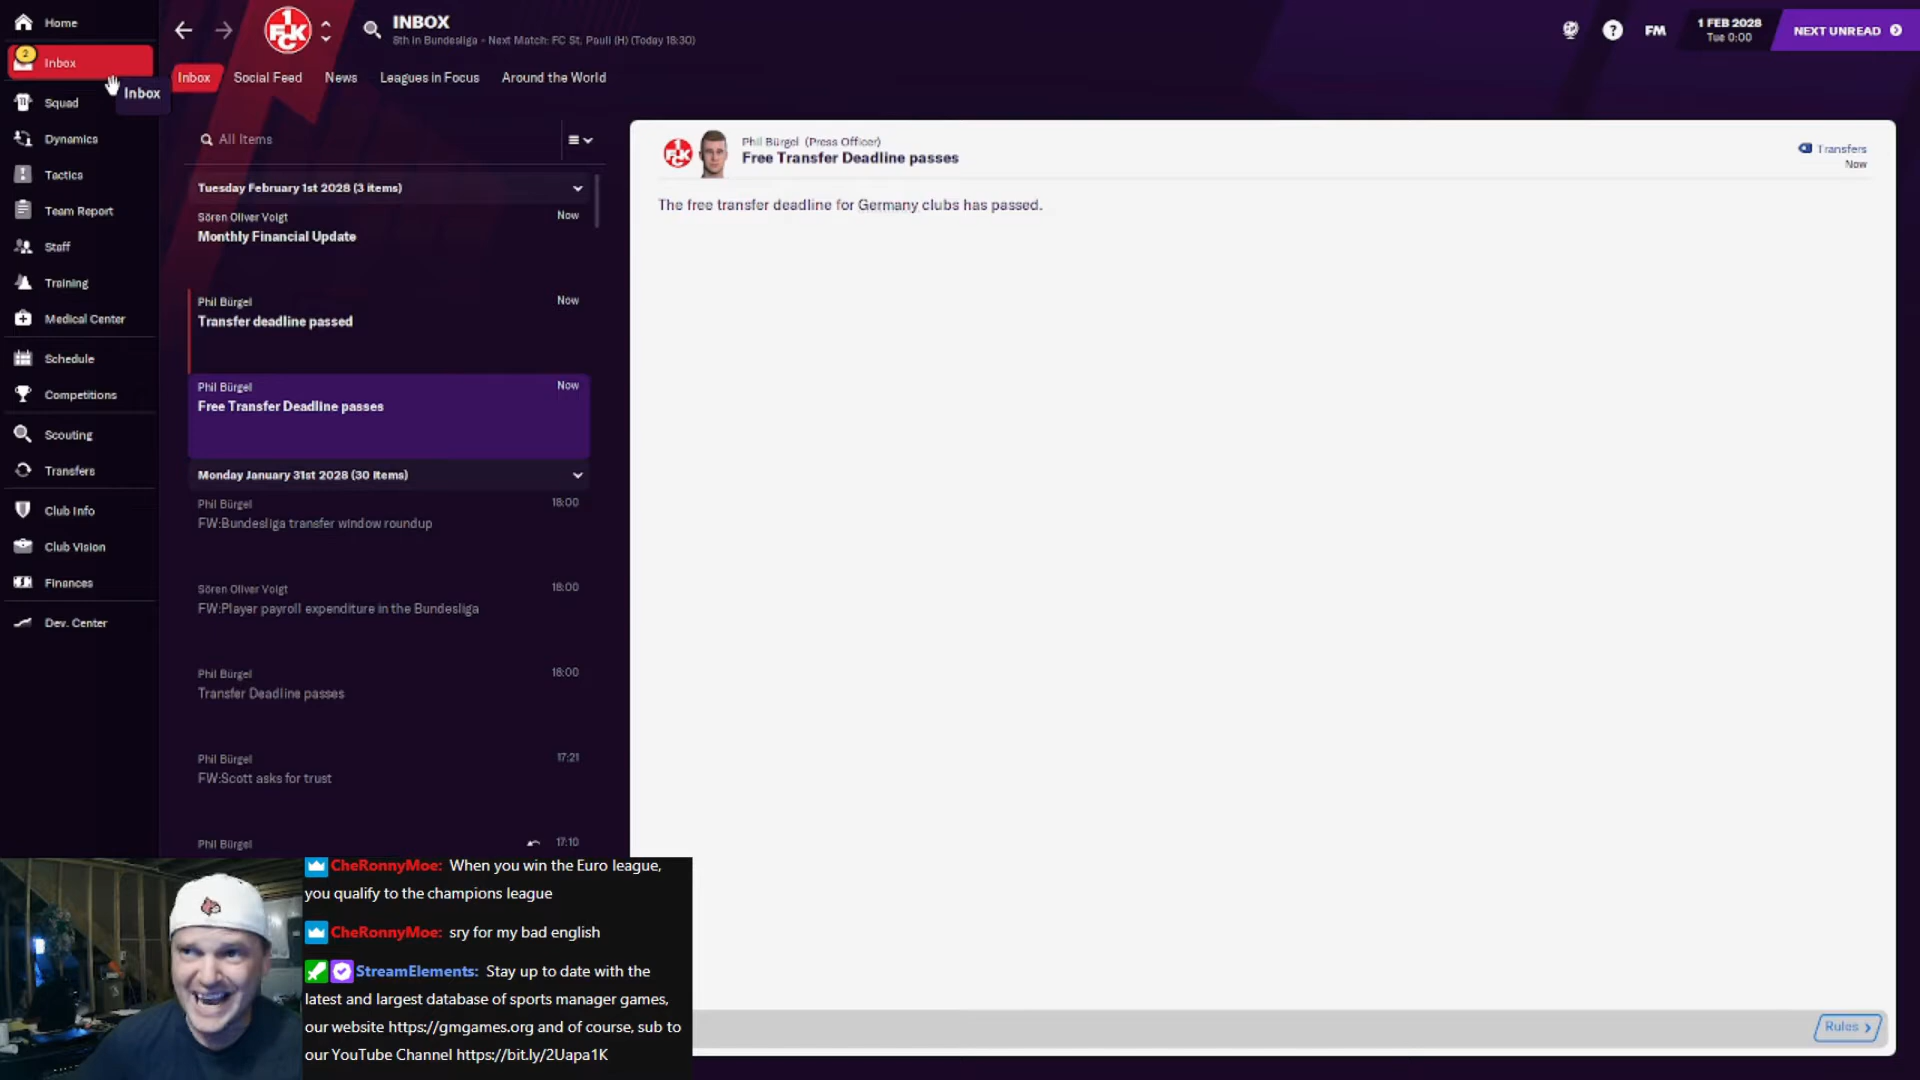 Home
2
Inbox
Inbox
Squad
Dynamics
Tactics
Team Report
Staff
Training
Medical Center
Schedule
Competitions
Scouting
Transfers
Club Info
Club Vision
Finances
Dev. Center
1.
FCK
INBOX
8th in Bundesliga - Next Match: FC St. Pauli (H) (Today 18:30)
FM
1 FEB 2028
Tue 0:00
NEXT UNREAD
Inbox
Social Feed
News
Leagues in Focus
Around the World
All Items
Tuesday February 1st 2028 (3 items)
Sören Oliver Voigt
Now
Monthly Financial Update
Phil Bürgel
Now
Transfer deadline passed
Phil Bürgel
Now
Free Transfer Deadline passes
Monday January 31st 2028 (30 items)
Phil Bürgel
18:00
FW:Bundesliga transfer window roundup
Sören Oliver Voigt
18:00
FW:Player payroll expenditure in the Bundesliga
Phil Bürgel
18:00
Transfer Deadline passes
Phil Bürgel
17:21
FW:Scott asks for trust
Phil Bürgel
17:10
Phil Bürgel (Press Officer)
Free Transfer Deadline passes
Transfers
Now
The free transfer deadline for Germany clubs has passed.
Rules
CheRonnyMoe: When you win the Euro league,
you qualify to the champions league
CheRonnyMoe: sry for my bad english
StreamElements: Stay up to date with the
latest and largest database of sports manager games,
our website https://gmgames.org and of course, sub to
our YouTube Channel https://bit.ly/2Uapa1K